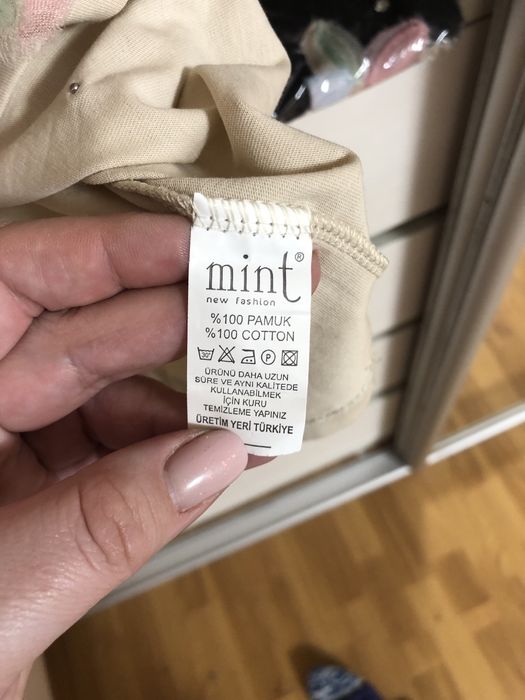 mint®
new fashion
%100 PAMUK
%100 COTTON
30° P
ÜRÜNÜ DAHA UZUN
SÜRE VE AYNI KALİTEDE
KULLANABİLMEK
İÇİN KURU
TEMİZLEME YAPINIZ
ÜRETİM YERİ TÜRKİYE